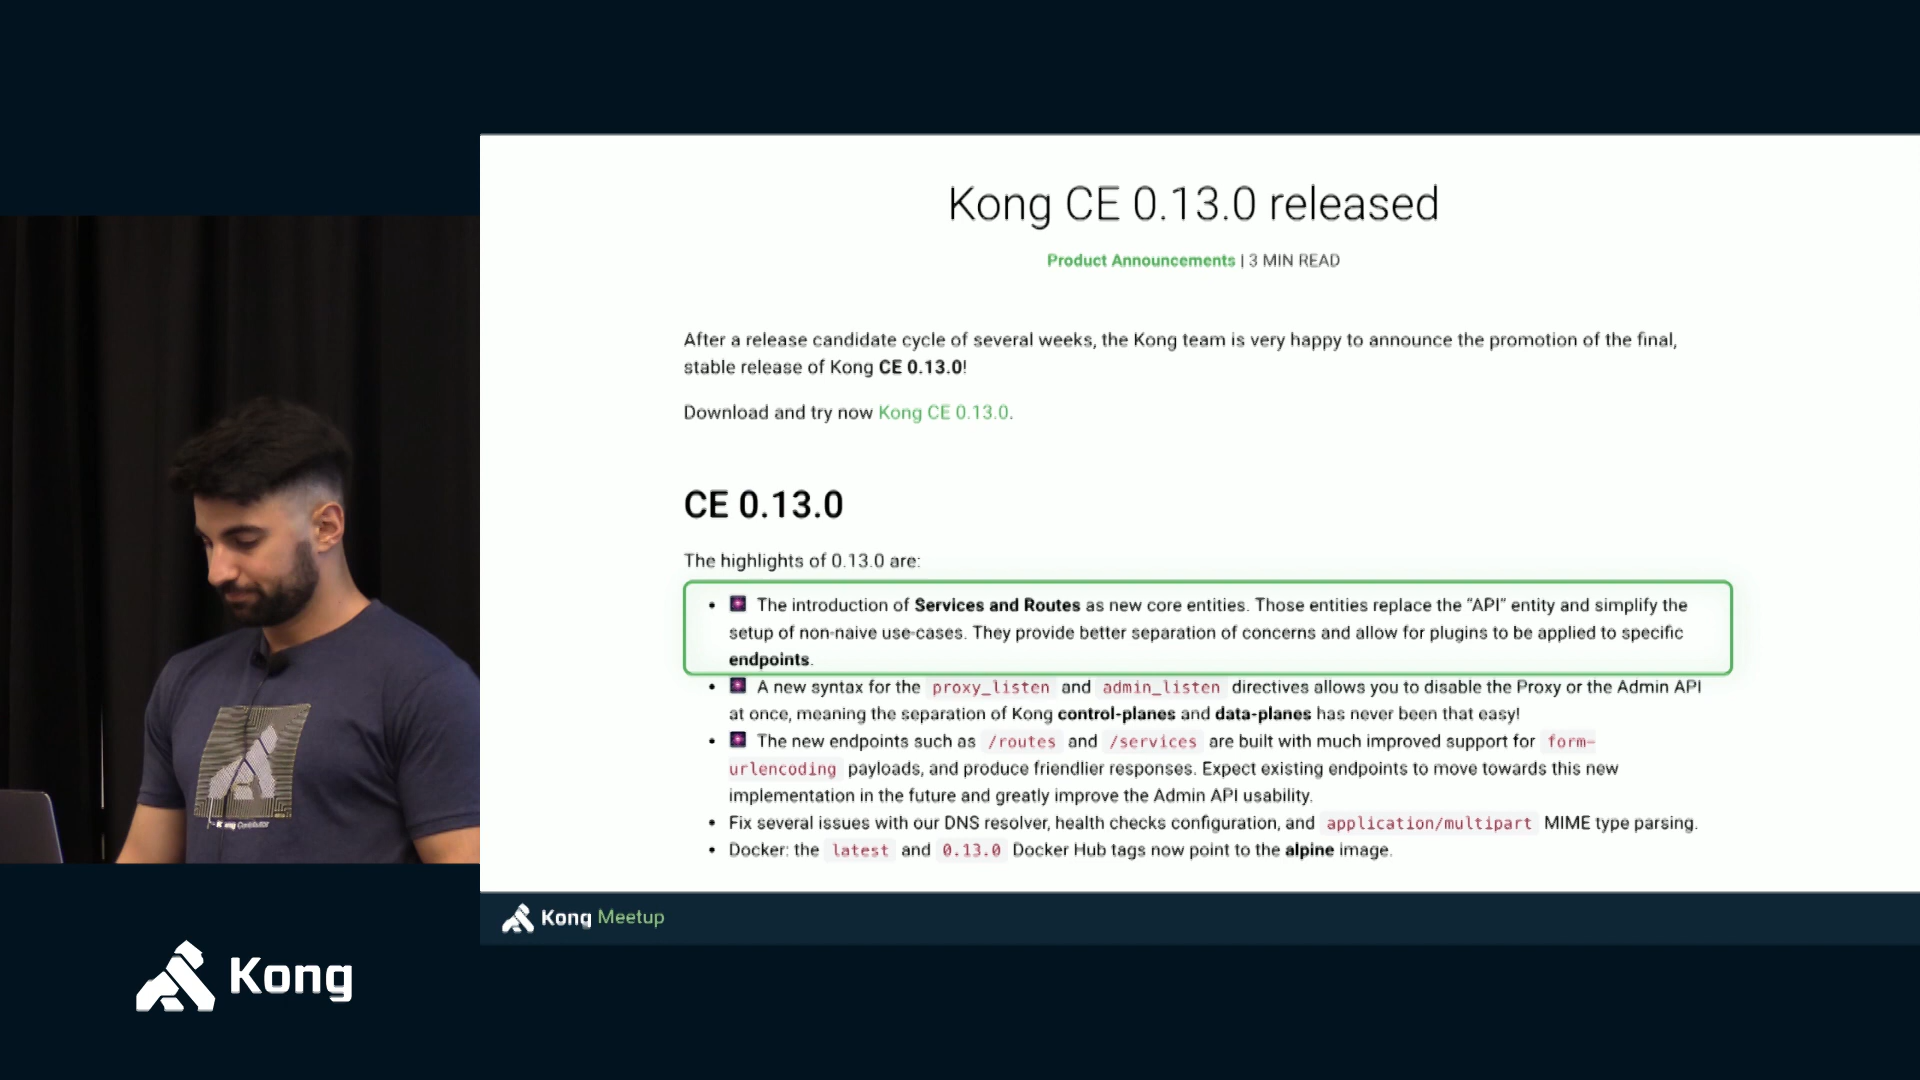 Kong CE 0.13.0 released
Product Announcements | 3 MIN READ
After a release candidate cycle of several weeks, the Kong team is very happy to announce the promotion of the final,
stable release of Kong CE 0.13.0!
Download and try now Kong CE 0.13.0.
CE 0.13.0
The highlights of 0.13.0 are:
• The introduction of Services and Routes as new core entities. Those entities replace the “API” entity and simplify the
setup of non-naive use-cases. They provide better separation of concerns and allow for plugins to be applied to specific
endpoints.
• A new syntax for the proxy_listen and admin_listen directives allows you to disable the Proxy or the Admin API
at once, meaning the separation of Kong control-planes and data-planes has never been that easy!
• The new endpoints such as /routes and /services are built with much improved support for form-
urlencoding payloads, and produce friendlier responses. Expect existing endpoints to move towards this new
implementation in the future and greatly improve the Admin API usability.
• Fix several issues with our DNS resolver, health checks configuration, and application/multipart MIME type parsing.
• Docker: the latest and 0.13.0 Docker Hub tags now point to the alpine image.
Kong Meetup
Kong Contributor
Kong